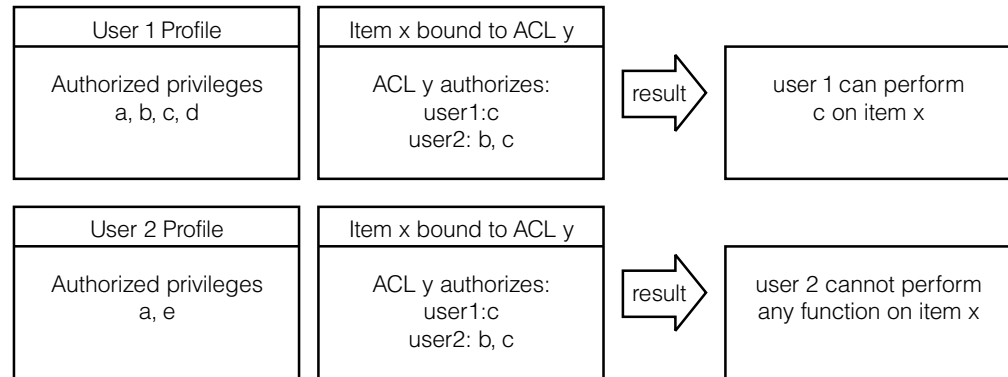 User 1 Profile
Authorized privileges
a, b, c, d
Item x bound to ACL y
ACL y authorizes:
user1:c
user2: b, c
result
user 1 can perform
c on item x
User 2 Profile
Authorized privileges
a, e
Item x bound to ACL y
ACL y authorizes:
user1:c
user2: b, c
result
user 2 cannot perform
any function on item x